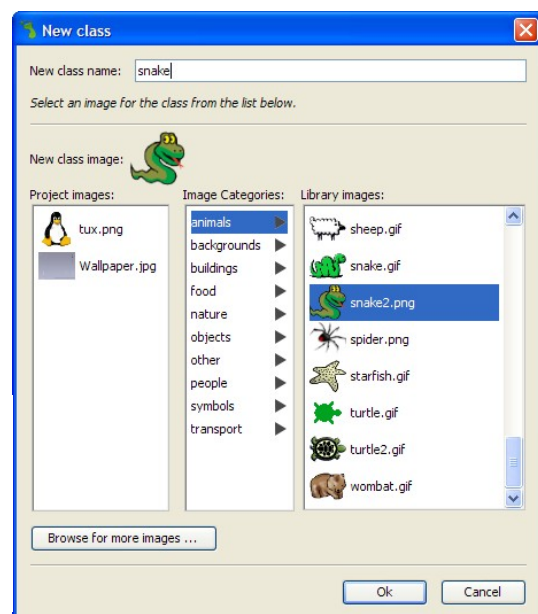 New class
New class name: snake
Select an image for the class from the list below.
New class image:
Project images:
tux.png
Wallpaper.jpg
Image Categories:
animals
backgrounds
buildings
food
nature
objects
other
people
symbols
transport
Library images:
sheep.gif
snake.gif
snake2.png
spider.png
starfish.gif
turtle.gif
turtle2.gif
wombat.gif
Browse for more images ...
Ok
Cancel